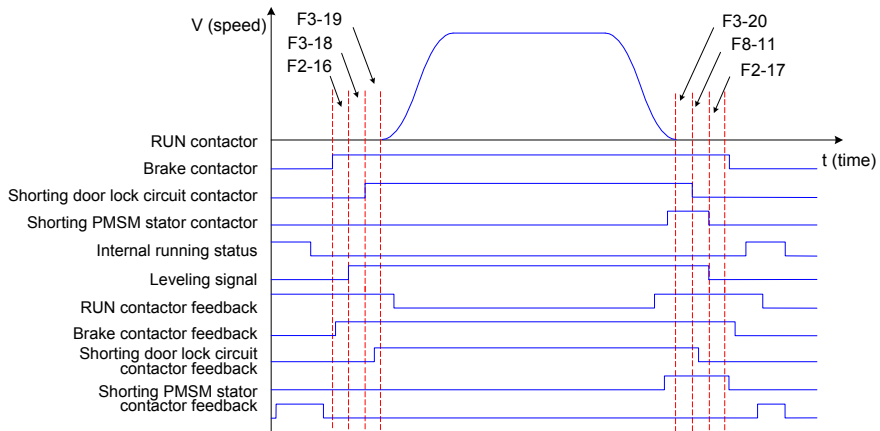 F3-19
V (speed)
F3-18
F2-16
F3-20
F8-11
F2-17
RUN contactor
t (time)
Brake contactor
Shorting door lock circuit contactor
Shorting PMSM stator contactor
Internal running status
Leveling signal
RUN contactor feedback
Brake contactor feedback
Shorting door lock circuit
contactor feedback
Shorting PMSM stator
contactor feedback